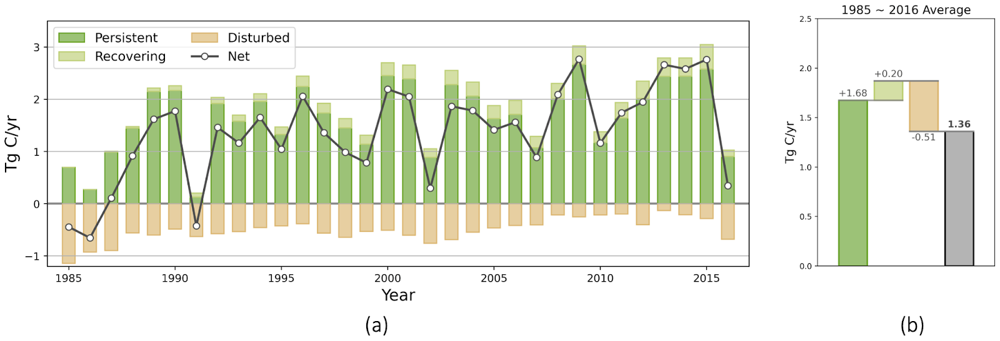 Persistent
Recovering
Disturbed
Net
3
2
1
0
−1
Tg C/yr
1985
1990
1995
2000
2005
2010
2015
Year
(a)
1985 ~ 2016 Average
2.5
2.0
1.5
1.0
0.5
0.0
Tg C/yr
+1.68
+0.20
-0.51
1.36
(b)